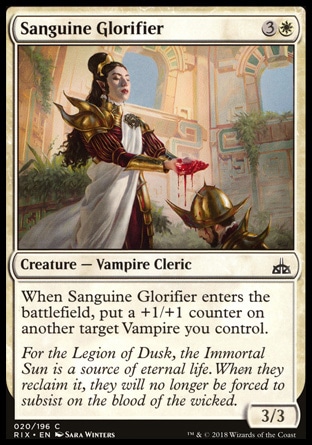 Sanguine Glorifier 3
Creature — Vampire Cleric
When Sanguine Glorifier enters the
battlefield, put a +1/+1 counter on
another target Vampire you control.
For the Legion of Dusk, the Immortal
Sun is a source of eternal life. When they
reclaim it, they will no longer be forced to
subsist on the blood of the wicked.
3/3
020/196 C
RIX • EN Sara Winters ™ & © 2018 Wizards of the Coast